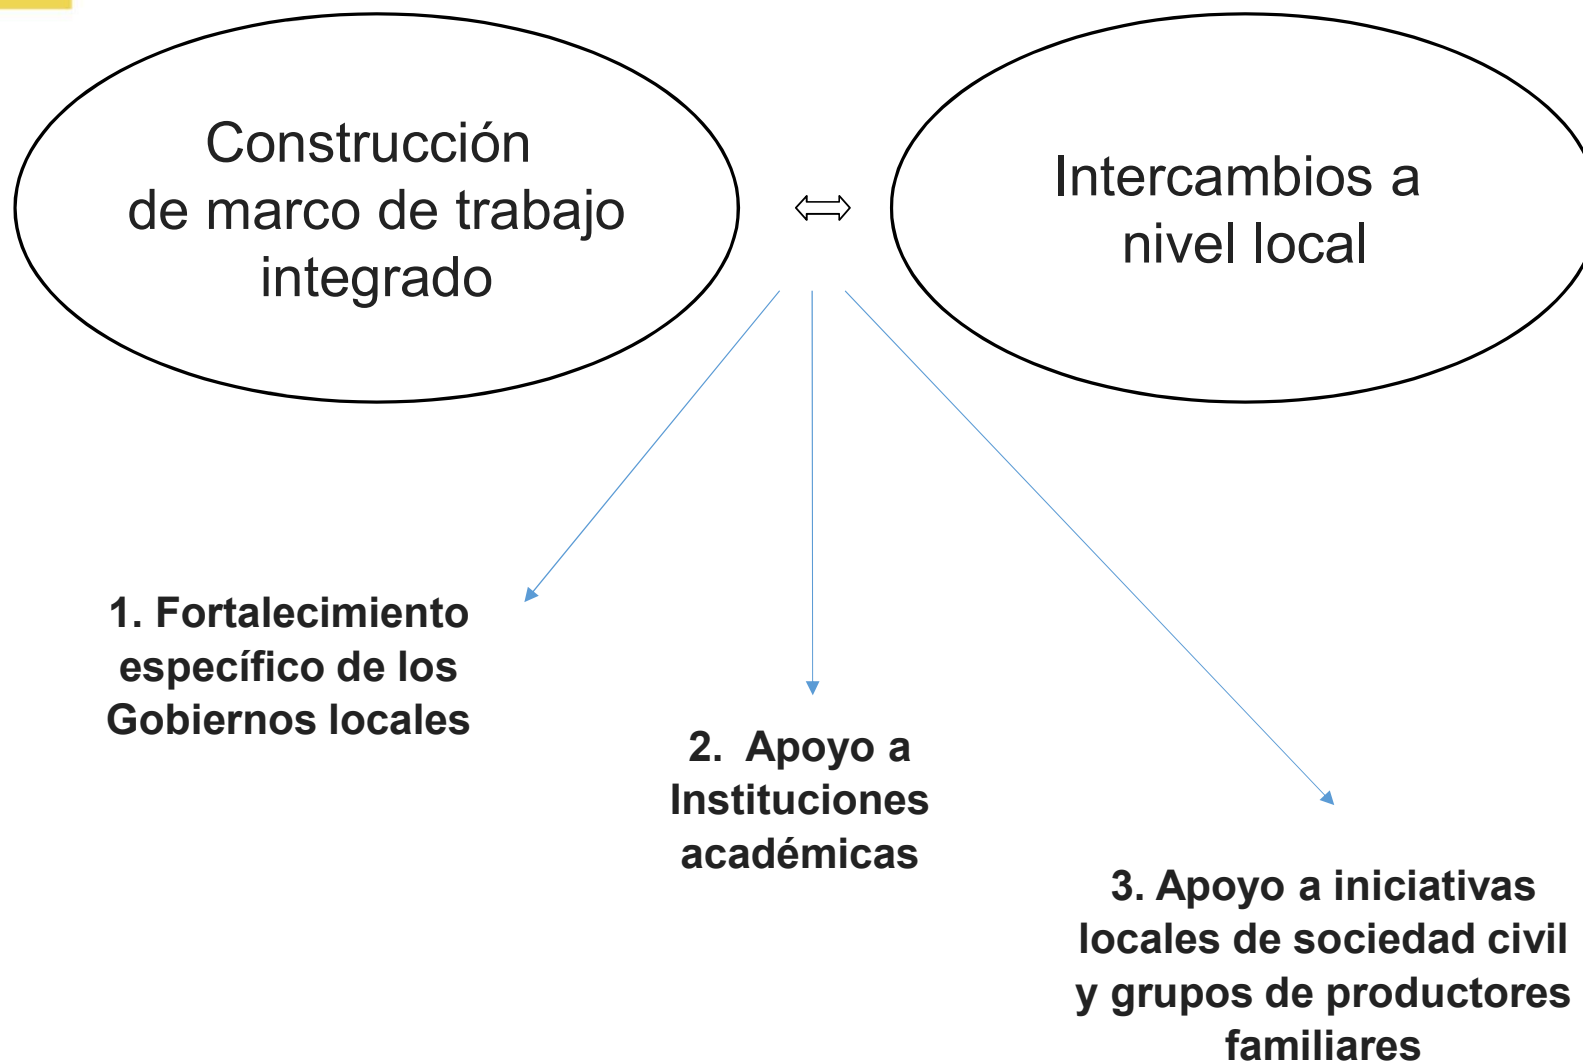 Construcción
de marco de trabajo
integrado
Intercambios a
nivel local
1. Fortalecimiento
específico de los
Gobiernos locales
2. Apoyo a
Instituciones
académicas
3. Apoyo a iniciativas
locales de sociedad civil
y grupos de productores
familiares